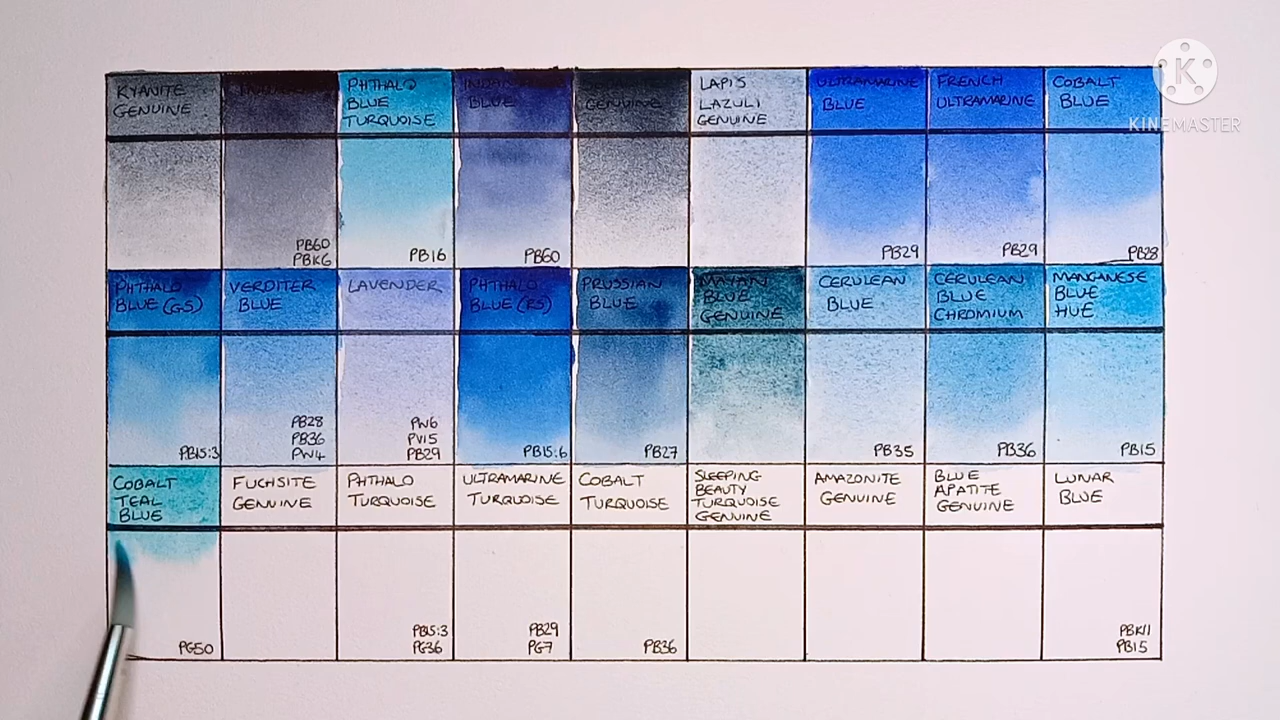 KYANITE
GENUINE
PHTHALO
BLUE
TURQUOISE
BLUE
GENUINE
LAPIS
LAZULI
GENUINE
ULTRAMARINE
BLUE
FRENCH
ULTRAMARINE
COBALT
BLUE
K
KINEMASTER
PB60
PBK6
PB16
PB60
PB29
PB29
PB28
PHTHALO
BLUE (GS)
VERDITER
BLUE
LAVENDER
PHTHALO
BLUE (RS)
PRUSSIAN
BLUE
MAYAN
BLUE
GENUINE
CERULEAN
BLUE
CERULEAN
BLUE
CHROMIUM
MANGANESE
BLUE
HUE
PB15:3
PB28
PB36
PW4
PW6
PV15
PB29
PB15:6
PB27
PB35
PB36
PB15
COBALT
TEAL
BLUE
FUCHSITE
GENUINE
PHTHALO
TURQUOISE
ULTRAMARINE
TURQUOISE
COBALT
TURQUOISE
SLEEPING
BEAUTY
TURQUOISE
GENUINE
AMAZONITE
GENUINE
BLUE
APATITE
GENUINE
LUNAR
BLUE
PG50
PB15:3
PG36
PB29
PG7
PB36
PBK11
PB15